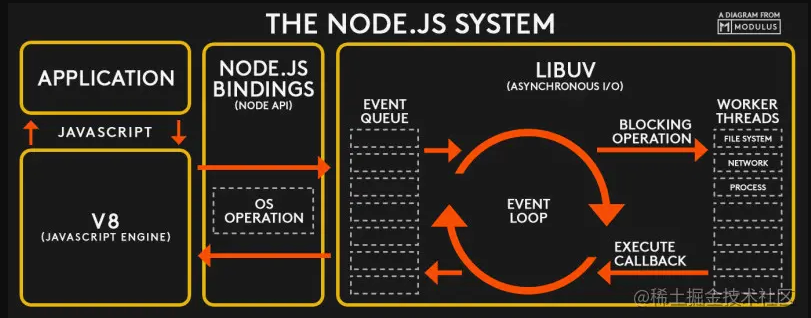 THE NODE.JS SYSTEM
A DIAGRAM FROM
MODULUS
APPLICATION
JAVASCRIPT
V8
(JAVASCRIPT ENGINE)
NODE.JS
BINDINGS
(NODE API)
OS
OPERATION
LIBUV
(ASYNCHRONOUS I/O)
EVENT
QUEUE
EVENT
LOOP
BLOCKING
OPERATION
EXECUTE
CALLBACK
WORKER
THREADS
FILE SYSTEM
NETWORK
PROCESS
@稀土掘金技术社区